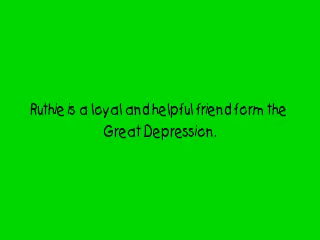 Ruthie is a loyal and helpful friend form the
Great Depression.